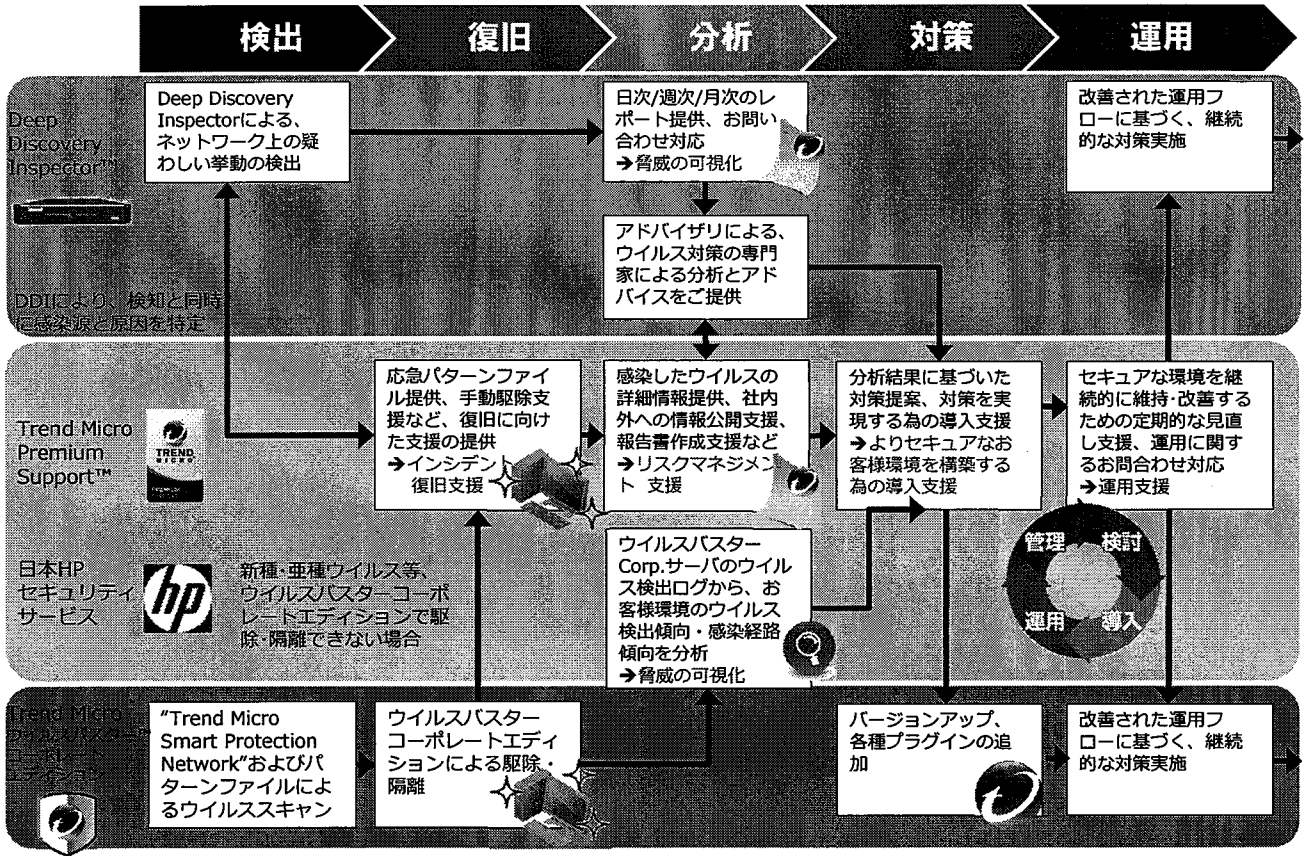 検出
復旧
分析
対策
運用
Deep
Discovery
Inspector™
DDIにより、検知と同時
に感染源と原因を特定
Deep Discovery
Inspectorによる、
ネットワーク上の疑
わしい挙動の検出
日次/週次/月次のレ
ポート提供、お問い
合わせ対応
➔脅威の可視化
アドバイザリによる、
ウイルス対策の専門
家による分析とアド
バイスをご提供
改善された運用フ
ローに基づく、継続
的な対策実施
Trend Micro
Premium
Support™
TREND
MICRO
応急パターンファイ
ル提供、手動駆除支
援など、復旧に向け
た支援の提供
➔インシデン
復旧支援
感染したウイルスの
詳細情報提供、社内
外への情報公開支援、
報告書作成支援など
➔リスクマネジメン
ト 支援
分析結果に基づいた
対策提案、対策を実
現する為の導入支援
➔よりセキュアなお
客様環境を構築する
為の導入支援
セキュアな環境を継
続的に維持・改善する
ための定期的な見直
し支援、運用に関す
るお問合わせ対応
➔運用支援
日本HP
セキュリティ
サービス
hp
新種・亜種ウイルス等、
ウイルスバスターコーポ
レートエディションで駆
除・隔離できない場合
ウイルスバスター
Corp.サーバのウイル
ス検出ログから、お
客様環境のウイルス
検出傾向・感染経路
傾向を分析
➔脅威の可視化
管理
検討
運用
導入
Trend Micro
ウイルスバスター™
コーポレート
エディション
“Trend Micro
Smart Protection
Network”およびパ
ターンファイルによ
るウイルススキャン
ウイルスバスター
コーポレートエディ
ションによる駆除・
隔離
バージョンアップ、
各種プラグインの追
加
改善された運用フ
ローに基づく、継続
的な対策実施